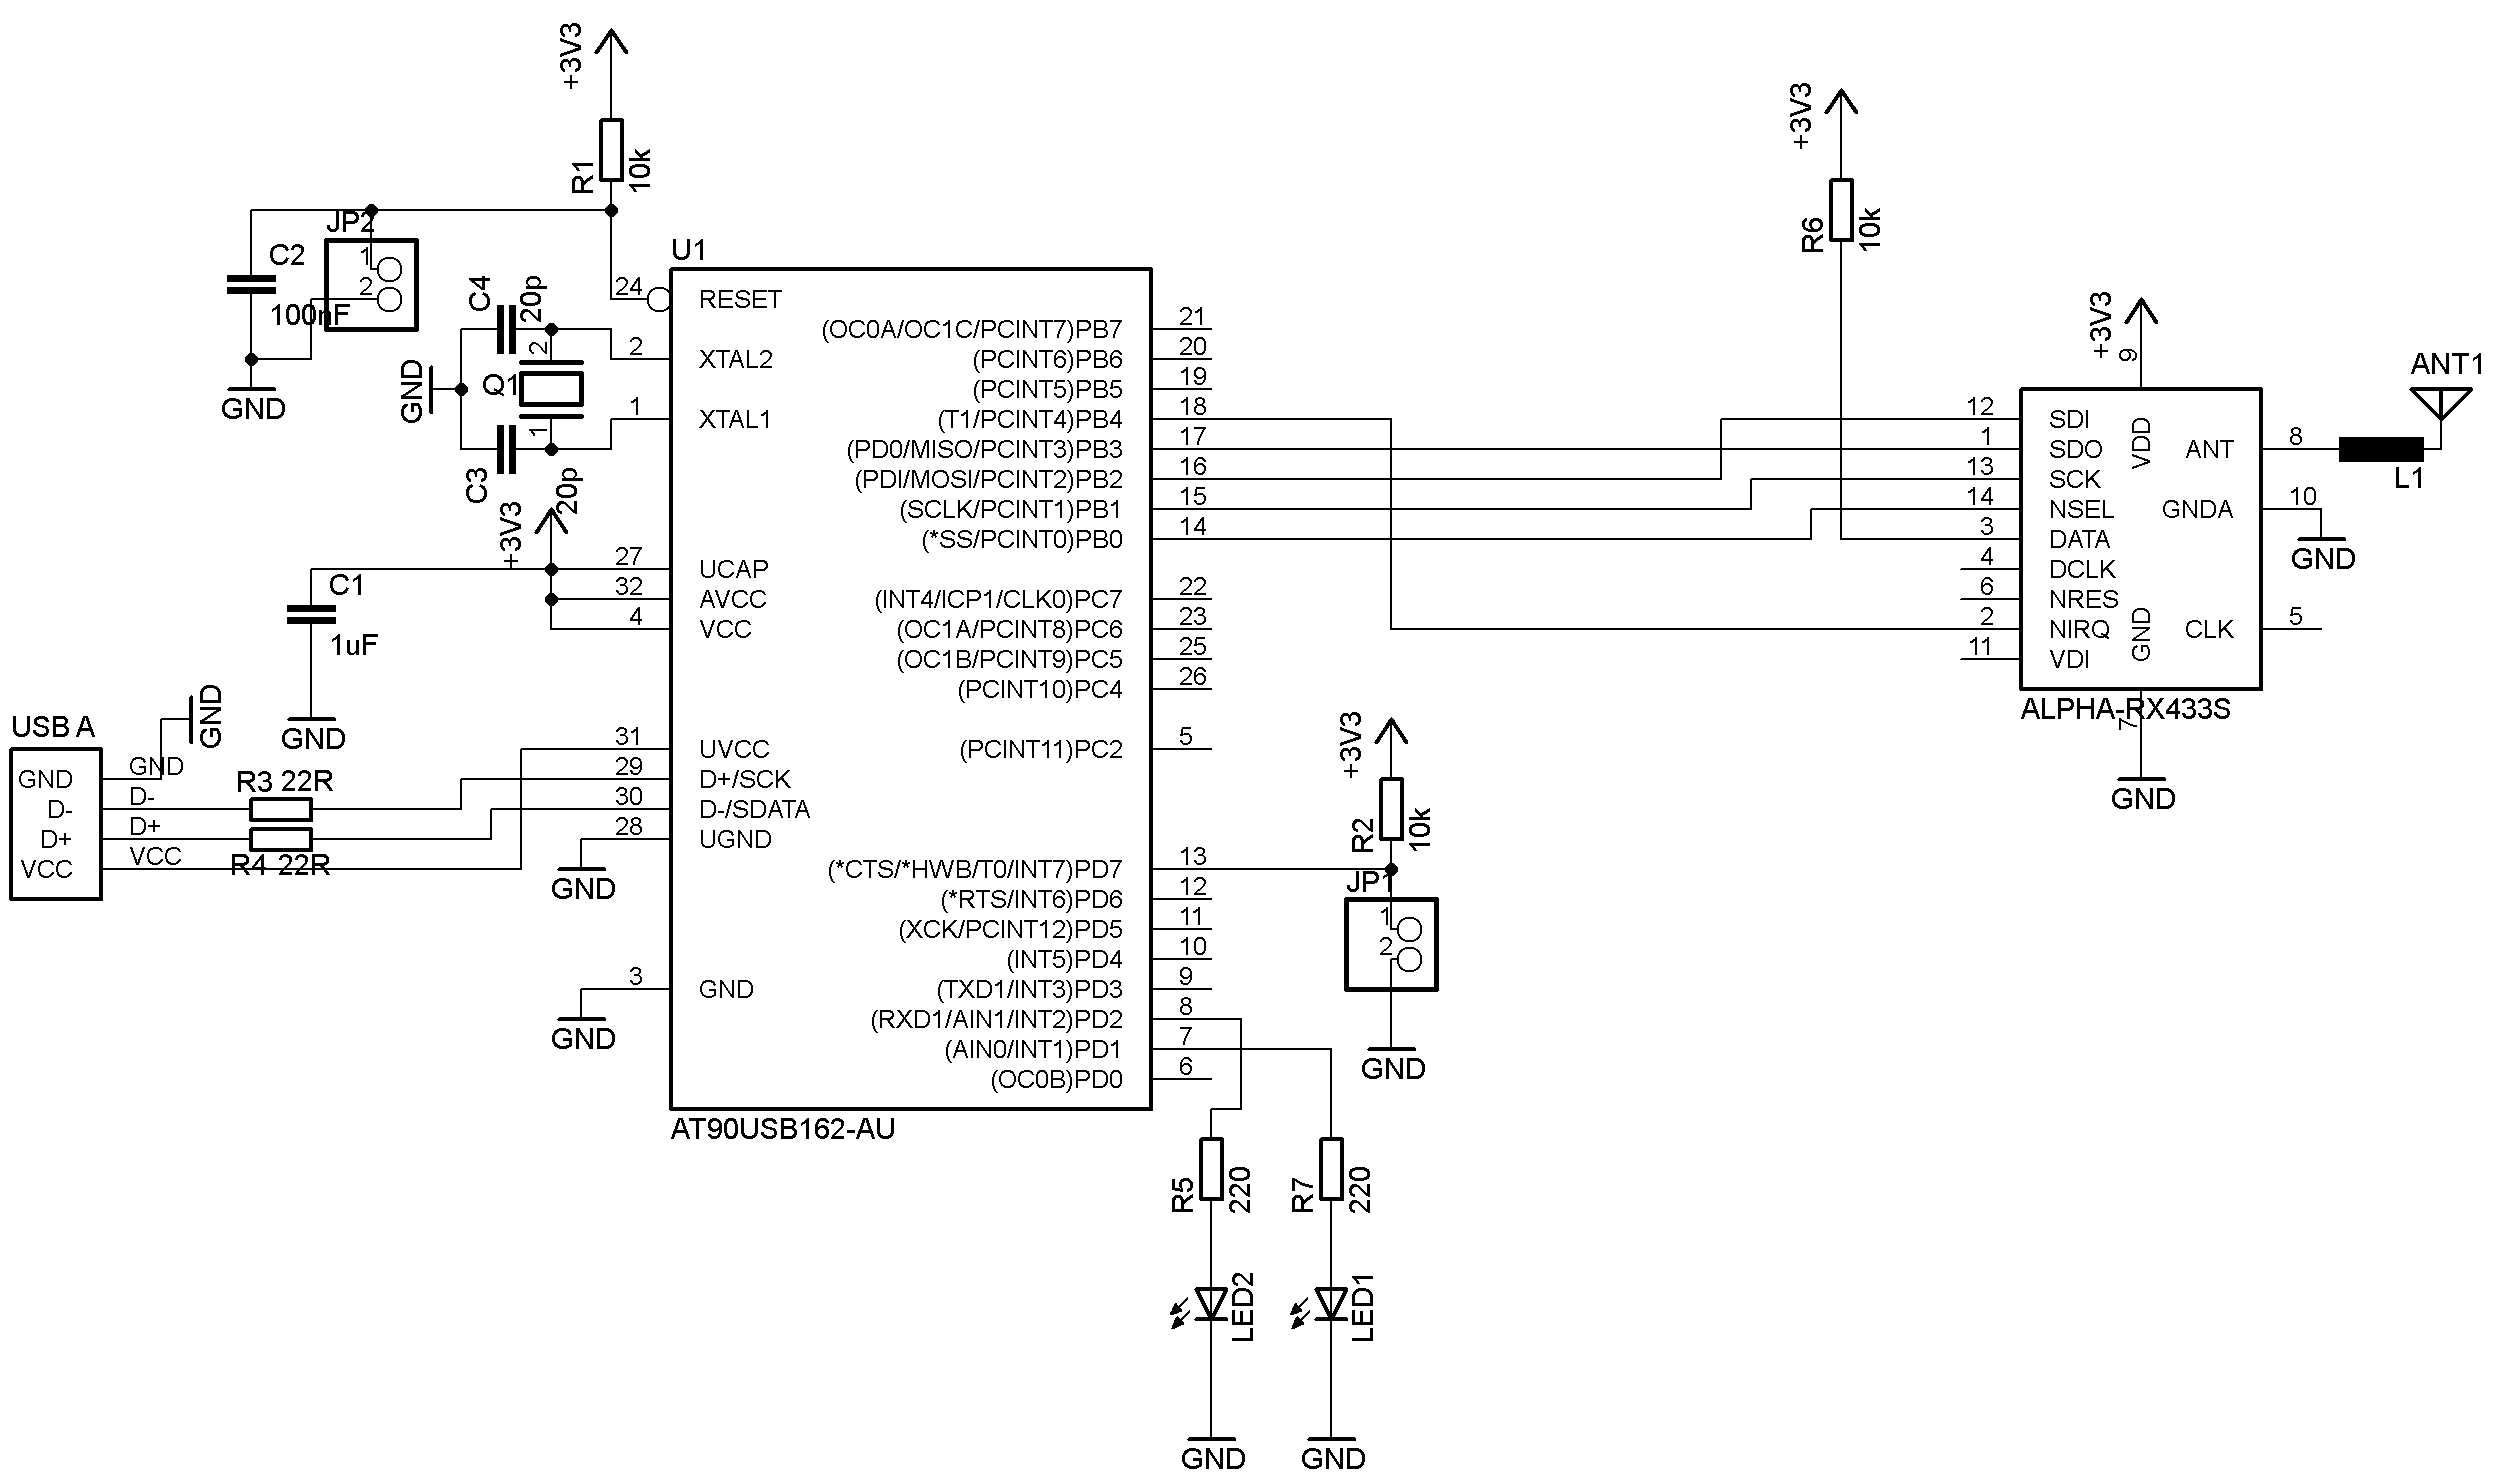 +3V3
R1
10k
JP2
1
2
C2
100nF
GND
C4
20p
2
Q1
1
GND
C3
20p
+3V3
C1
1uF
GND
USB A
GND
D-
D+
VCC
GND
D-
D+
VCC
GND
R3 22R
R4 22R
GND
GND
U1
24
RESET
2
XTAL2
1
XTAL1
27
UCAP
32
AVCC
4
VCC
31
UVCC
29
D+/SCK
30
D-/SDATA
28
UGND
3
GND
(OC0A/OC1C/PCINT7)PB7
21
(PCINT6)PB6
20
(PCINT5)PB5
19
(T1/PCINT4)PB4
18
(PD0/MISO/PCINT3)PB3
17
(PDI/MOSI/PCINT2)PB2
16
(SCLK/PCINT1)PB1
15
(*SS/PCINT0)PB0
14
(INT4/ICP1/CLK0)PC7
22
(OC1A/PCINT8)PC6
23
(OC1B/PCINT9)PC5
25
(PCINT10)PC4
26
(PCINT11)PC2
5
(*CTS/*HWB/T0/INT7)PD7
13
(*RTS/INT6)PD6
12
(XCK/PCINT12)PD5
11
(INT5)PD4
10
(TXD1/INT3)PD3
9
(RXD1/AIN1/INT2)PD2
8
(AIN0/INT1)PD1
7
(OC0B)PD0
6
AT90USB162-AU
+3V3
R2
10k
JP1
1
2
GND
R5
220
LED2
GND
R7
220
LED1
GND
+3V3
R6
10k
+3V3
9
VDD
12
SDI
1
SDO
13
SCK
14
NSEL
3
DATA
4
DCLK
6
NRES
2
NIRQ
11
VDI
ANT
8
GNDA
10
GND
CLK
5
GND
7
ALPHA-RX433S
GND
L1
ANT1